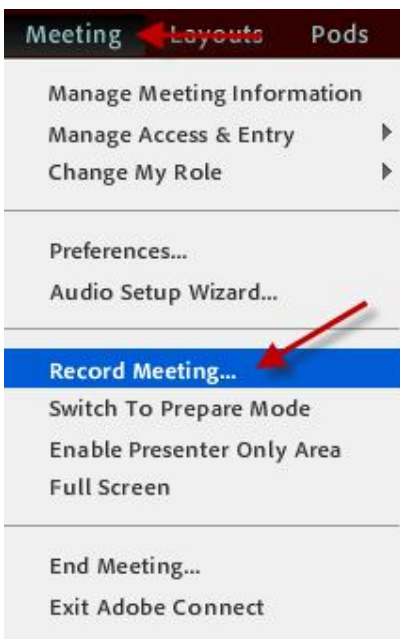 Meeting Layouts Pods
Manage Meeting Information
Manage Access & Entry
Change My Role
Preferences...
Audio Setup Wizard...
Record Meeting...
Switch To Prepare Mode
Enable Presenter Only Area
Full Screen
End Meeting...
Exit Adobe Connect